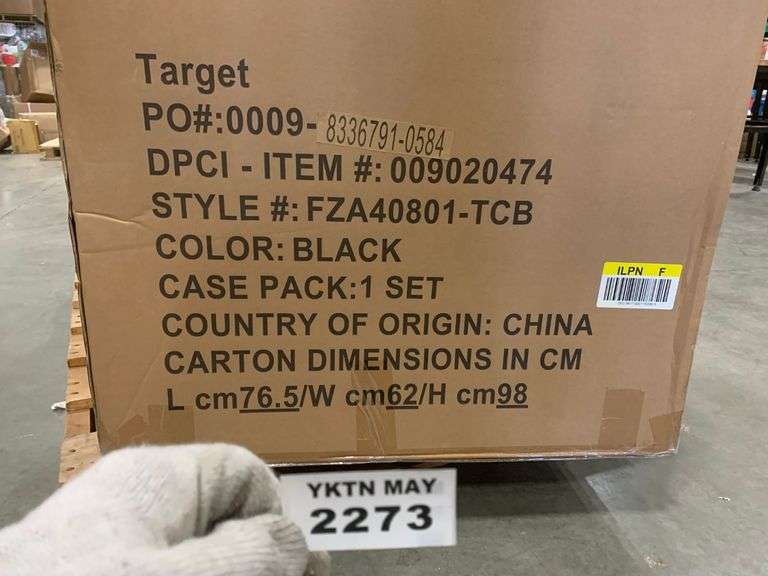 Target
PO#:0009-8336791-0584
DPCI - ITEM #: 009020474
STYLE #: FZA40801-TCB
COLOR: BLACK
CASE PACK:1 SET
COUNTRY OF ORIGIN: CHINA
CARTON DIMENSIONS IN CM
L cm76.5/W cm62/H cm98
ILPN F
YKTN MAY
2273